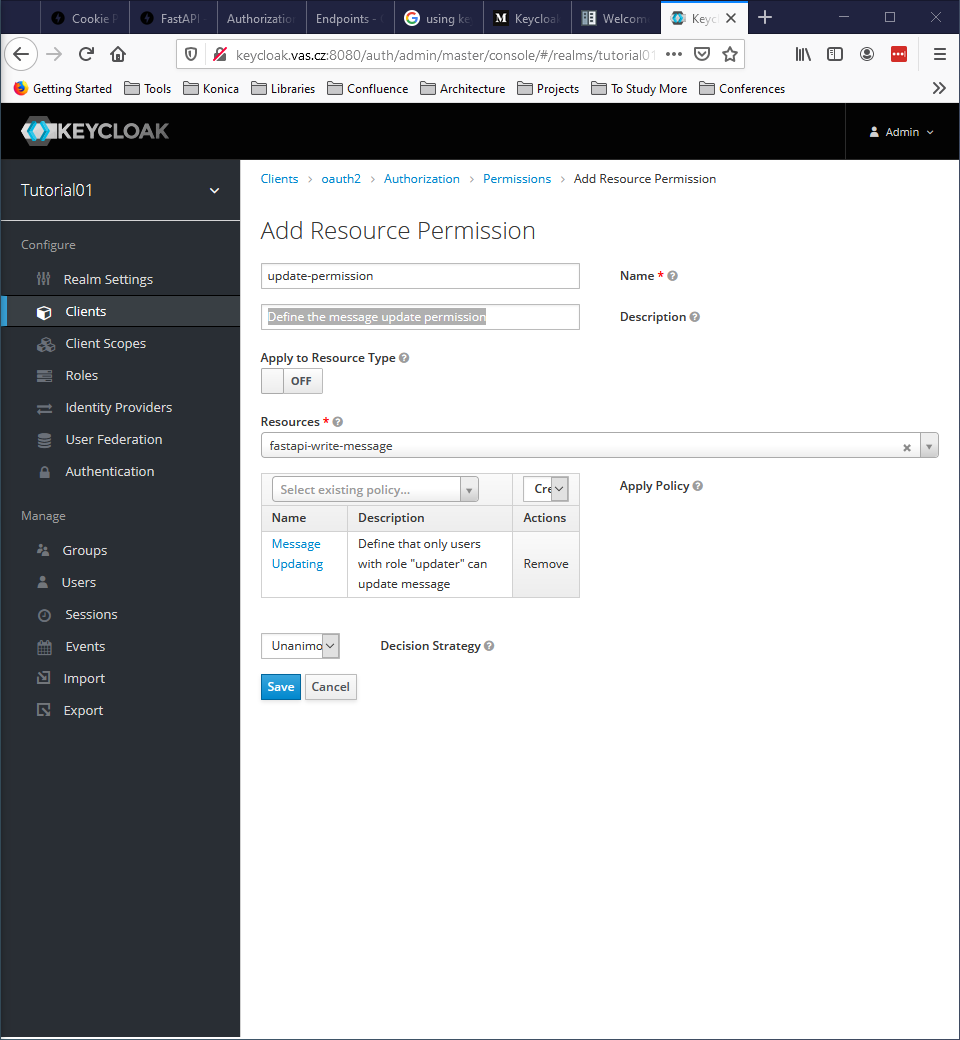 Cookie P
FastAPI -
Authorizatio
Endpoints - 
using ke
Keycloak
Welcome
Keyc
keycloak.vas.cz:8080/auth/admin/master/console/#/realms/tutorial01
Getting Started
Tools
Konica
Libraries
Confluence
Architecture
Projects
To Study More
Conferences
KEYCLOAK
Admin
Tutorial01
Clients > oauth2 > Authorization > Permissions > Add Resource Permission
Configure
Realm Settings
Clients
Client Scopes
Roles
Identity Providers
User Federation
Authentication
Manage
Groups
Users
Sessions
Events
Import
Export
Add Resource Permission
update-permission
Name *
Define the message update permission
Description
Apply to Resource Type
OFF
Resources *
fastapi-write-message
Select existing policy...
Cre
Apply Policy
Name Description Actions
Message Updating
Define that only users
with role "updater" can
update message
Remove
Unanimo
Decision Strategy
Save
Cancel